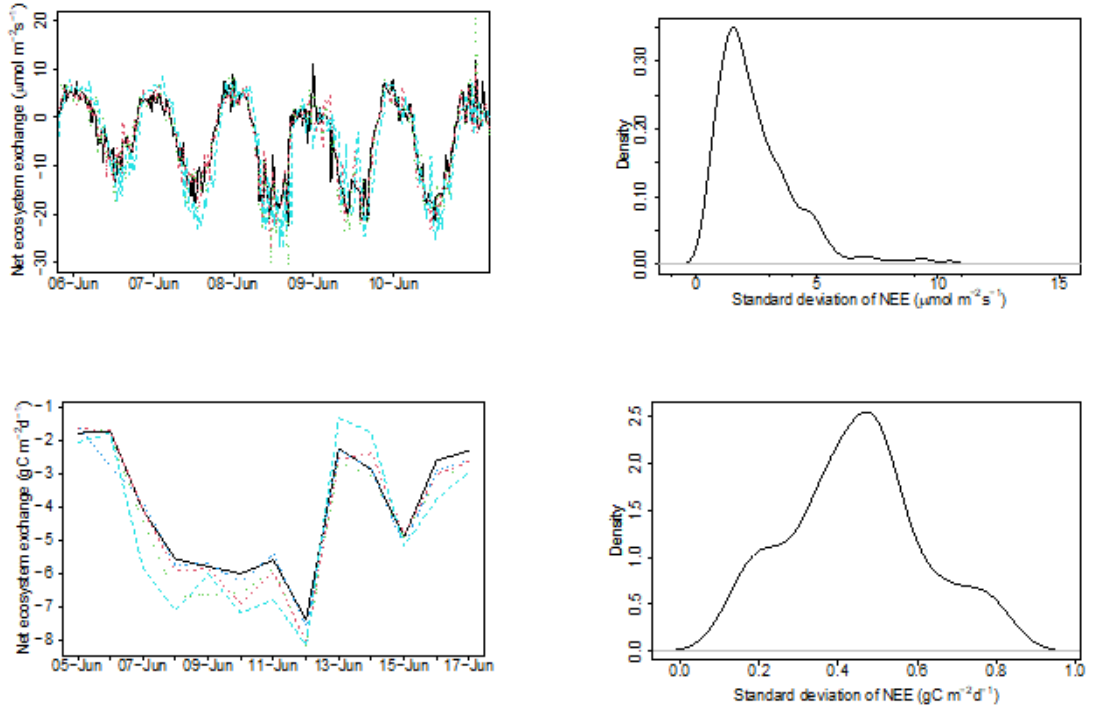 Net ecosystem exchange (μmol m⁻²s⁻¹)
20
10
0
−10
−20
−30
06−Jun 07−Jun 08−Jun 09−Jun 10−Jun
Density
0.30
0.20
0.10
0.00
0 5 10 15
Standard deviation of NEE (μmol m⁻²s⁻¹)
Net ecosystem exchange (gC m⁻²d⁻¹)
−1
−2
−3
−4
−5
−6
−7
−8
05−Jun 07−Jun 09−Jun 11−Jun 13−Jun 15−Jun 17−Jun
Density
2.5
2.0
1.5
1.0
0.5
0.0
0.0 0.2 0.4 0.6 0.8 1.0
Standard deviation of NEE (gC m⁻²d⁻¹)